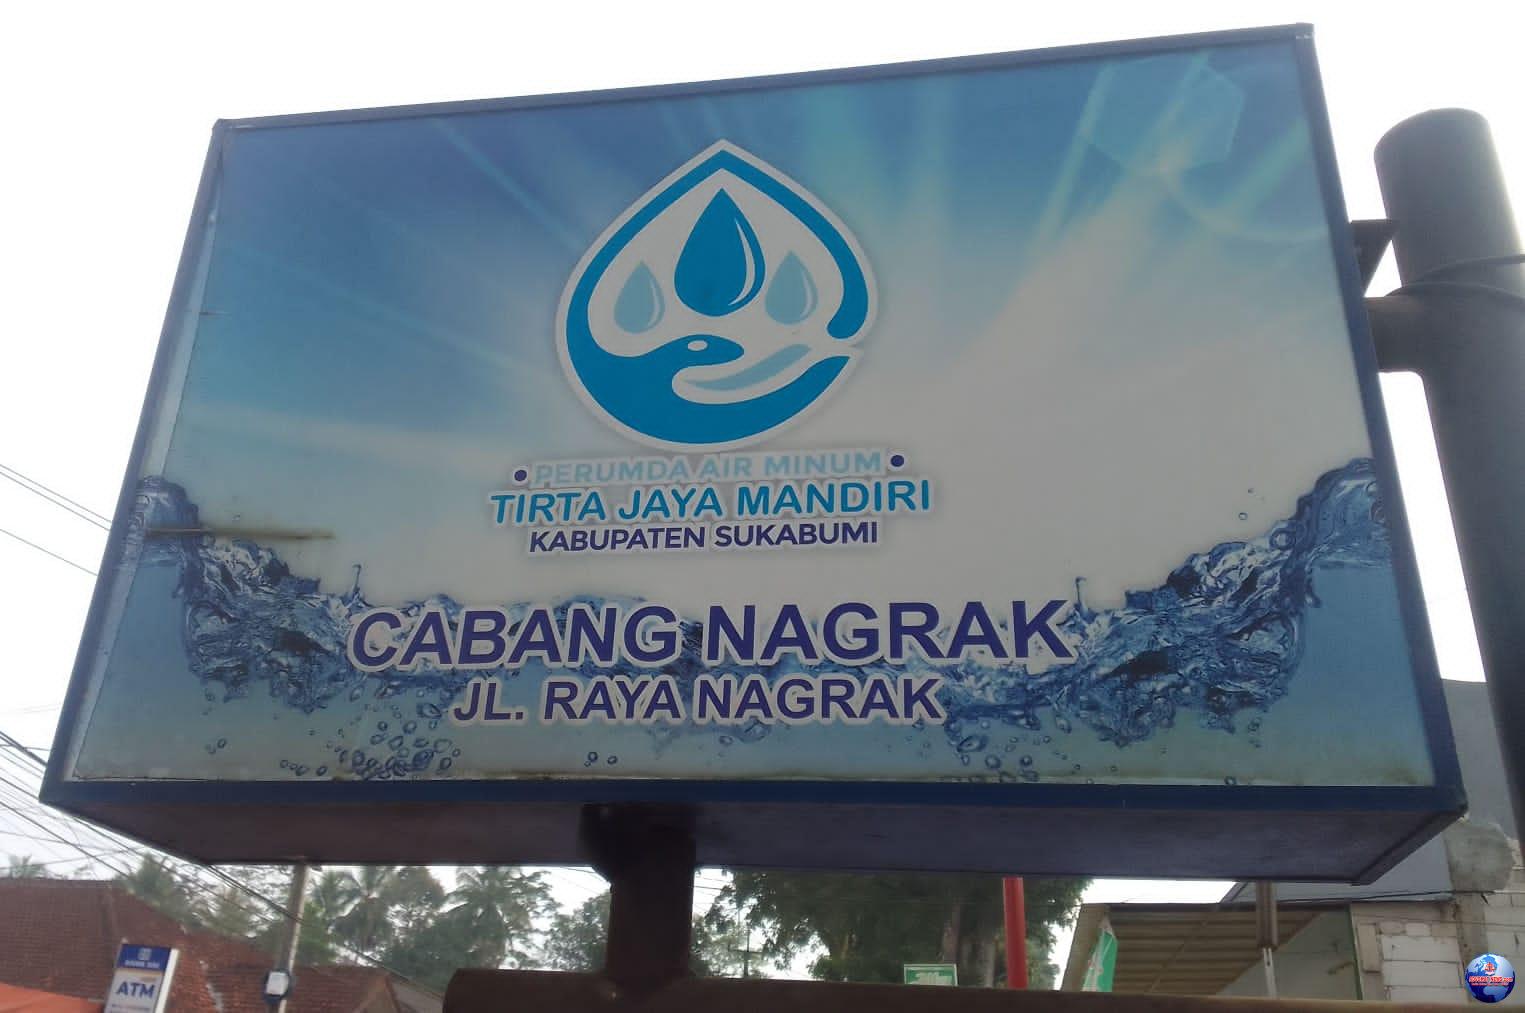 PERUMDA AIR MINUM
TIRTA JAYA MANDIRI
KABUPATEN SUKABUMI
CABANG NAGRAK
JL. RAYA NAGRAK
ATM